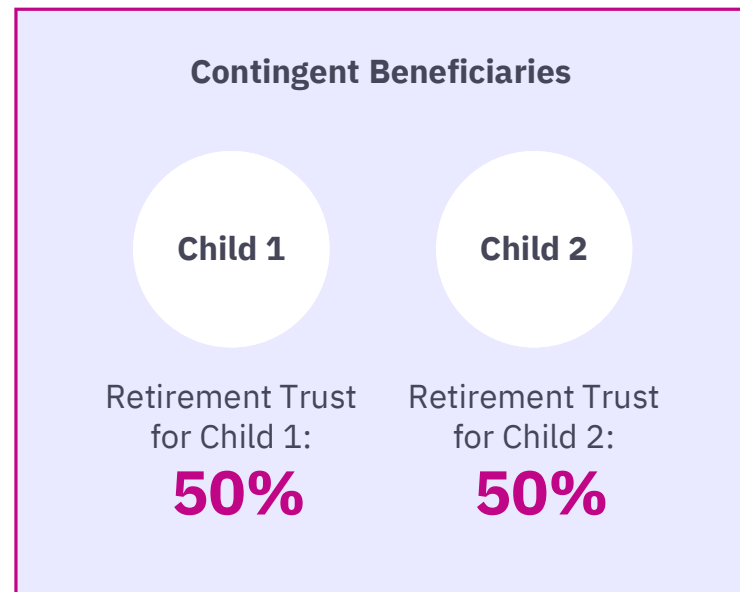 Contingent Beneficiaries
Child 1
Child 2
Retirement Trust
for Child 1:
50%
Retirement Trust
for Child 2:
50%